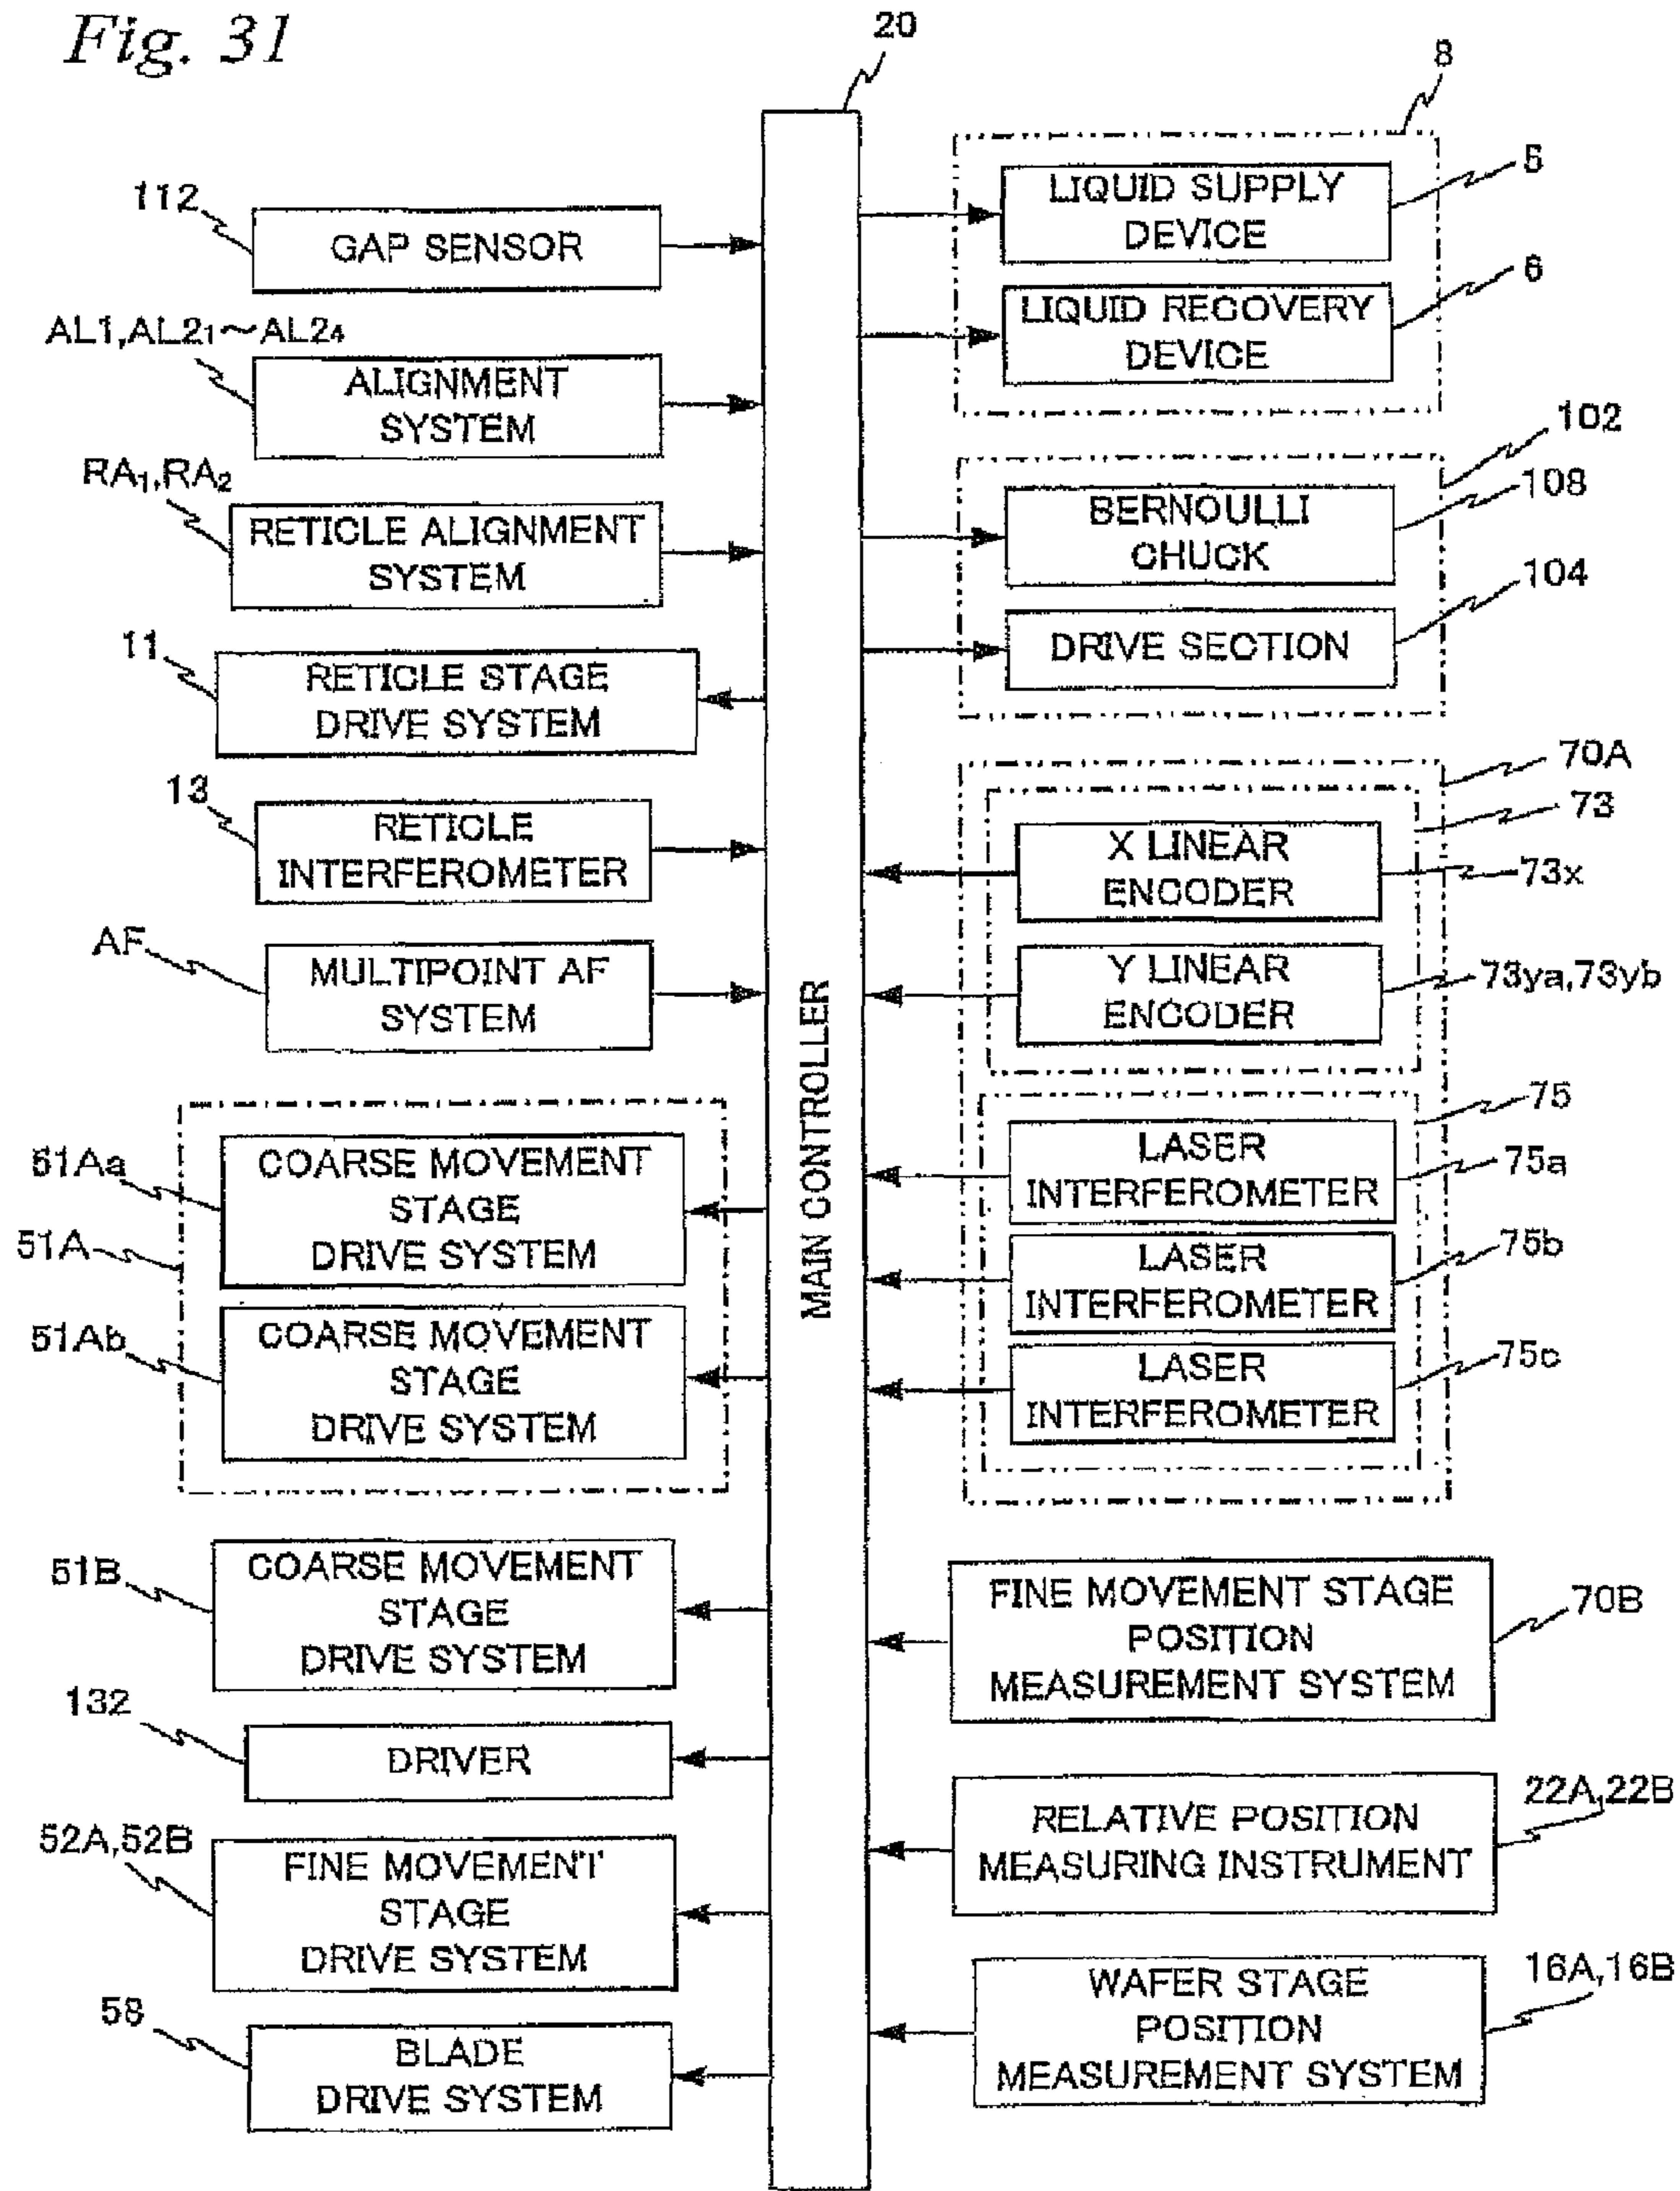 Fig. 31
20
8
112
GAP SENSOR
LIQUID SUPPLY
DEVICE
5
AL1,AL2₁~AL2₄
ALIGNMENT
SYSTEM
LIQUID RECOVERY
DEVICE
6
RA₁,RA₂
RETICLE ALIGNMENT
SYSTEM
102
BERNOULLI
CHUCK
108
11
RETICLE STAGE
DRIVE SYSTEM
DRIVE SECTION
104
13
RETICLE
INTERFEROMETER
70A
73
X LINEAR
ENCODER
73x
AF
MULTIPOINT AF
SYSTEM
Y LINEAR
ENCODER
73ya,73yb
MAIN CONTROLLER
51Aa
COARSE MOVEMENT
STAGE
DRIVE SYSTEM
51A
51Ab
COARSE MOVEMENT
STAGE
DRIVE SYSTEM
75
LASER
INTERFEROMETER
75a
LASER
INTERFEROMETER
75b
LASER
INTERFEROMETER
75c
51B
COARSE MOVEMENT
STAGE
DRIVE SYSTEM
FINE MOVEMENT STAGE
POSITION
MEASUREMENT SYSTEM
70B
132
DRIVER
RELATIVE POSITION
MEASURING INSTRUMENT
22A,22B
52A,52B
FINE MOVEMENT
STAGE
DRIVE SYSTEM
WAFER STAGE
POSITION
MEASUREMENT SYSTEM
16A,16B
58
BLADE
DRIVE SYSTEM